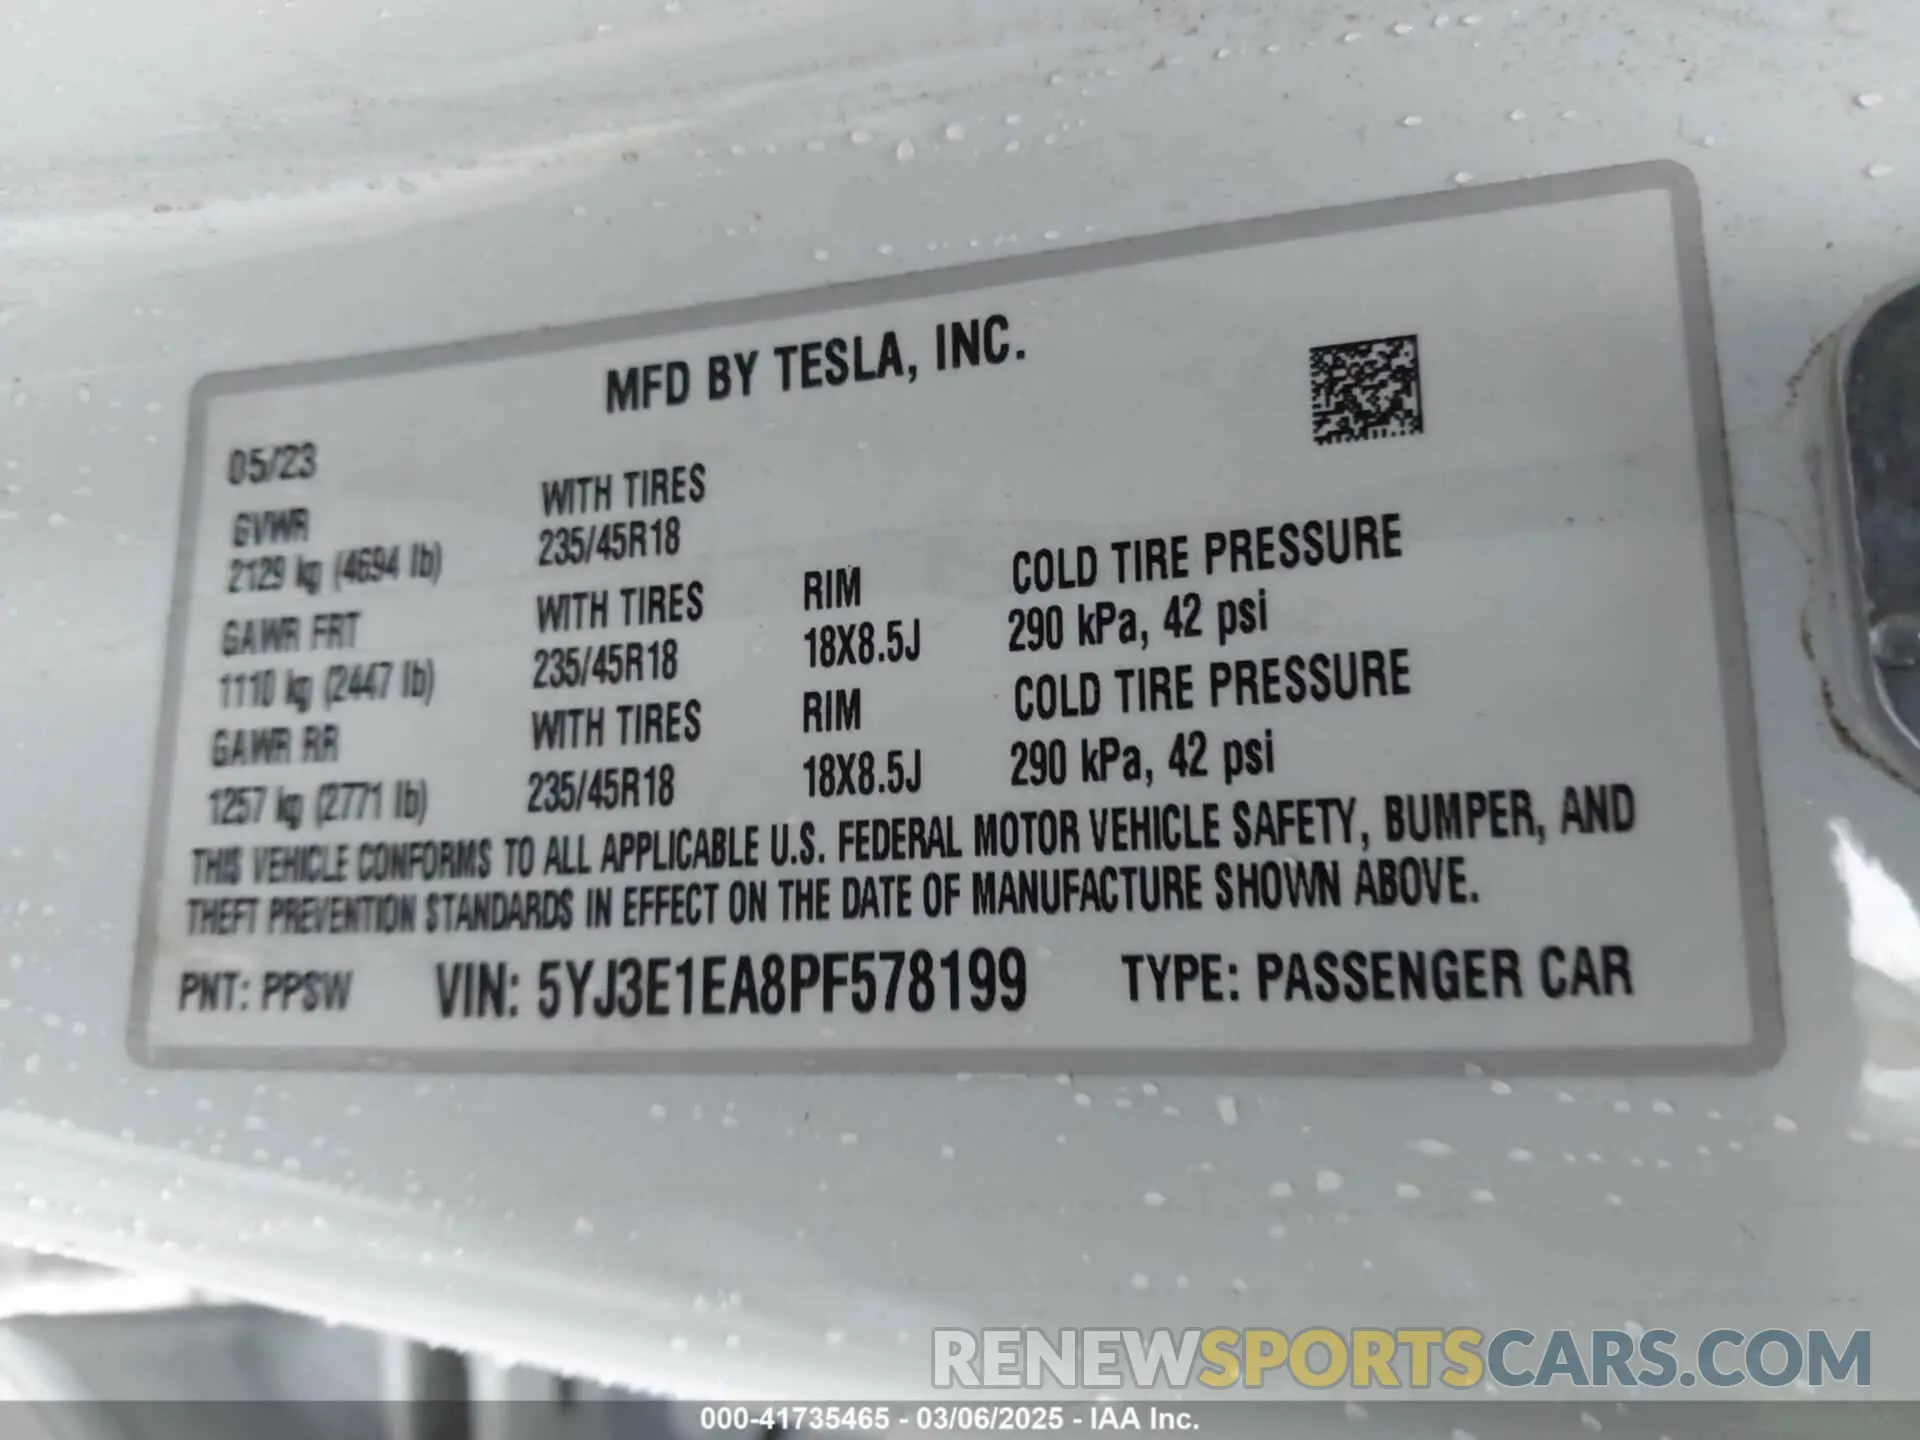 MFD BY TESLA, INC.
05/23
GVWR
2129 kg (4694 lb)
WITH TIRES
235/45R18
GAWR FRT
1110 kg (2447 lb)
WITH TIRES
235/45R18
RIM
18X8.5J
COLD TIRE PRESSURE
290 kPa, 42 psi
GAWR RR
1257 kg (2771 lb)
WITH TIRES
235/45R18
RIM
18X8.5J
COLD TIRE PRESSURE
290 kPa, 42 psi
THIS VEHICLE CONFORMS TO ALL APPLICABLE U.S. FEDERAL MOTOR VEHICLE SAFETY, BUMPER, AND
THEFT PREVENTION STANDARDS IN EFFECT ON THE DATE OF MANUFACTURE SHOWN ABOVE.
PNT: PPSW VIN: 5YJ3E1EA8PF578199 TYPE: PASSENGER CAR
RENEWSPORTSCARS.COM
000-41735465 - 03/06/2025 - IAA Inc.